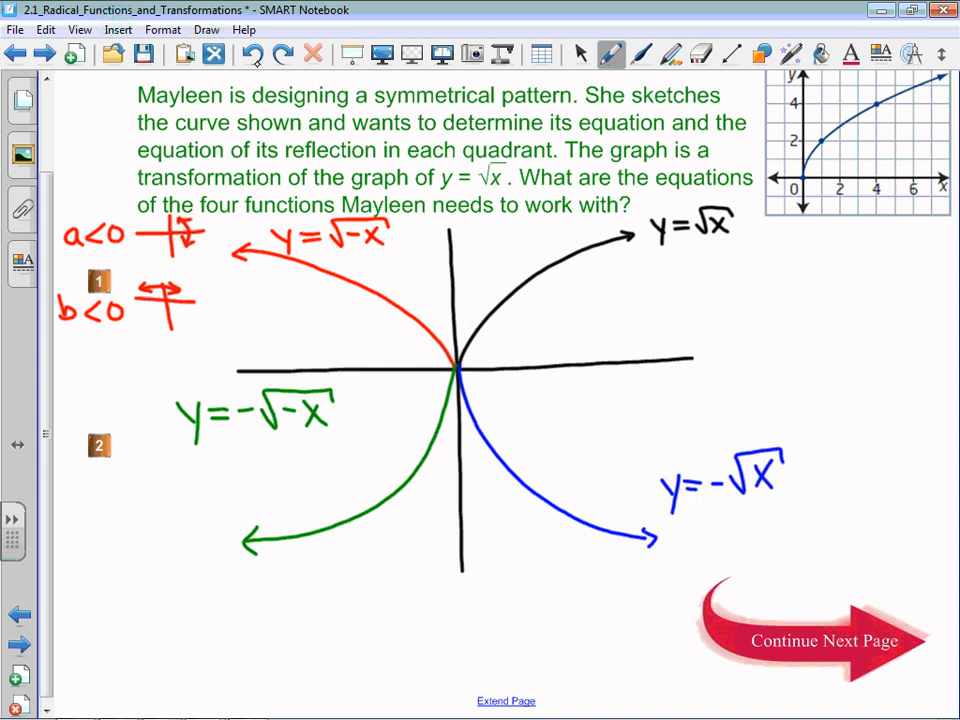 2.1_Radical_Functions_and_Transformations * - SMART Notebook
File Edit View Insert Format Draw Help
Mayleen is designing a symmetrical pattern. She sketches
the curve shown and wants to determine its equation and the
equation of its reflection in each quadrant. The graph is a
transformation of the graph of y = √x. What are the equations
of the four functions Mayleen needs to work with?
y
4
2
0 2 4 6 x
a<0
y=√-x
y=√x
1
b<0
y=-√-x
2
y=-√x
Continue Next Page
Extend Page